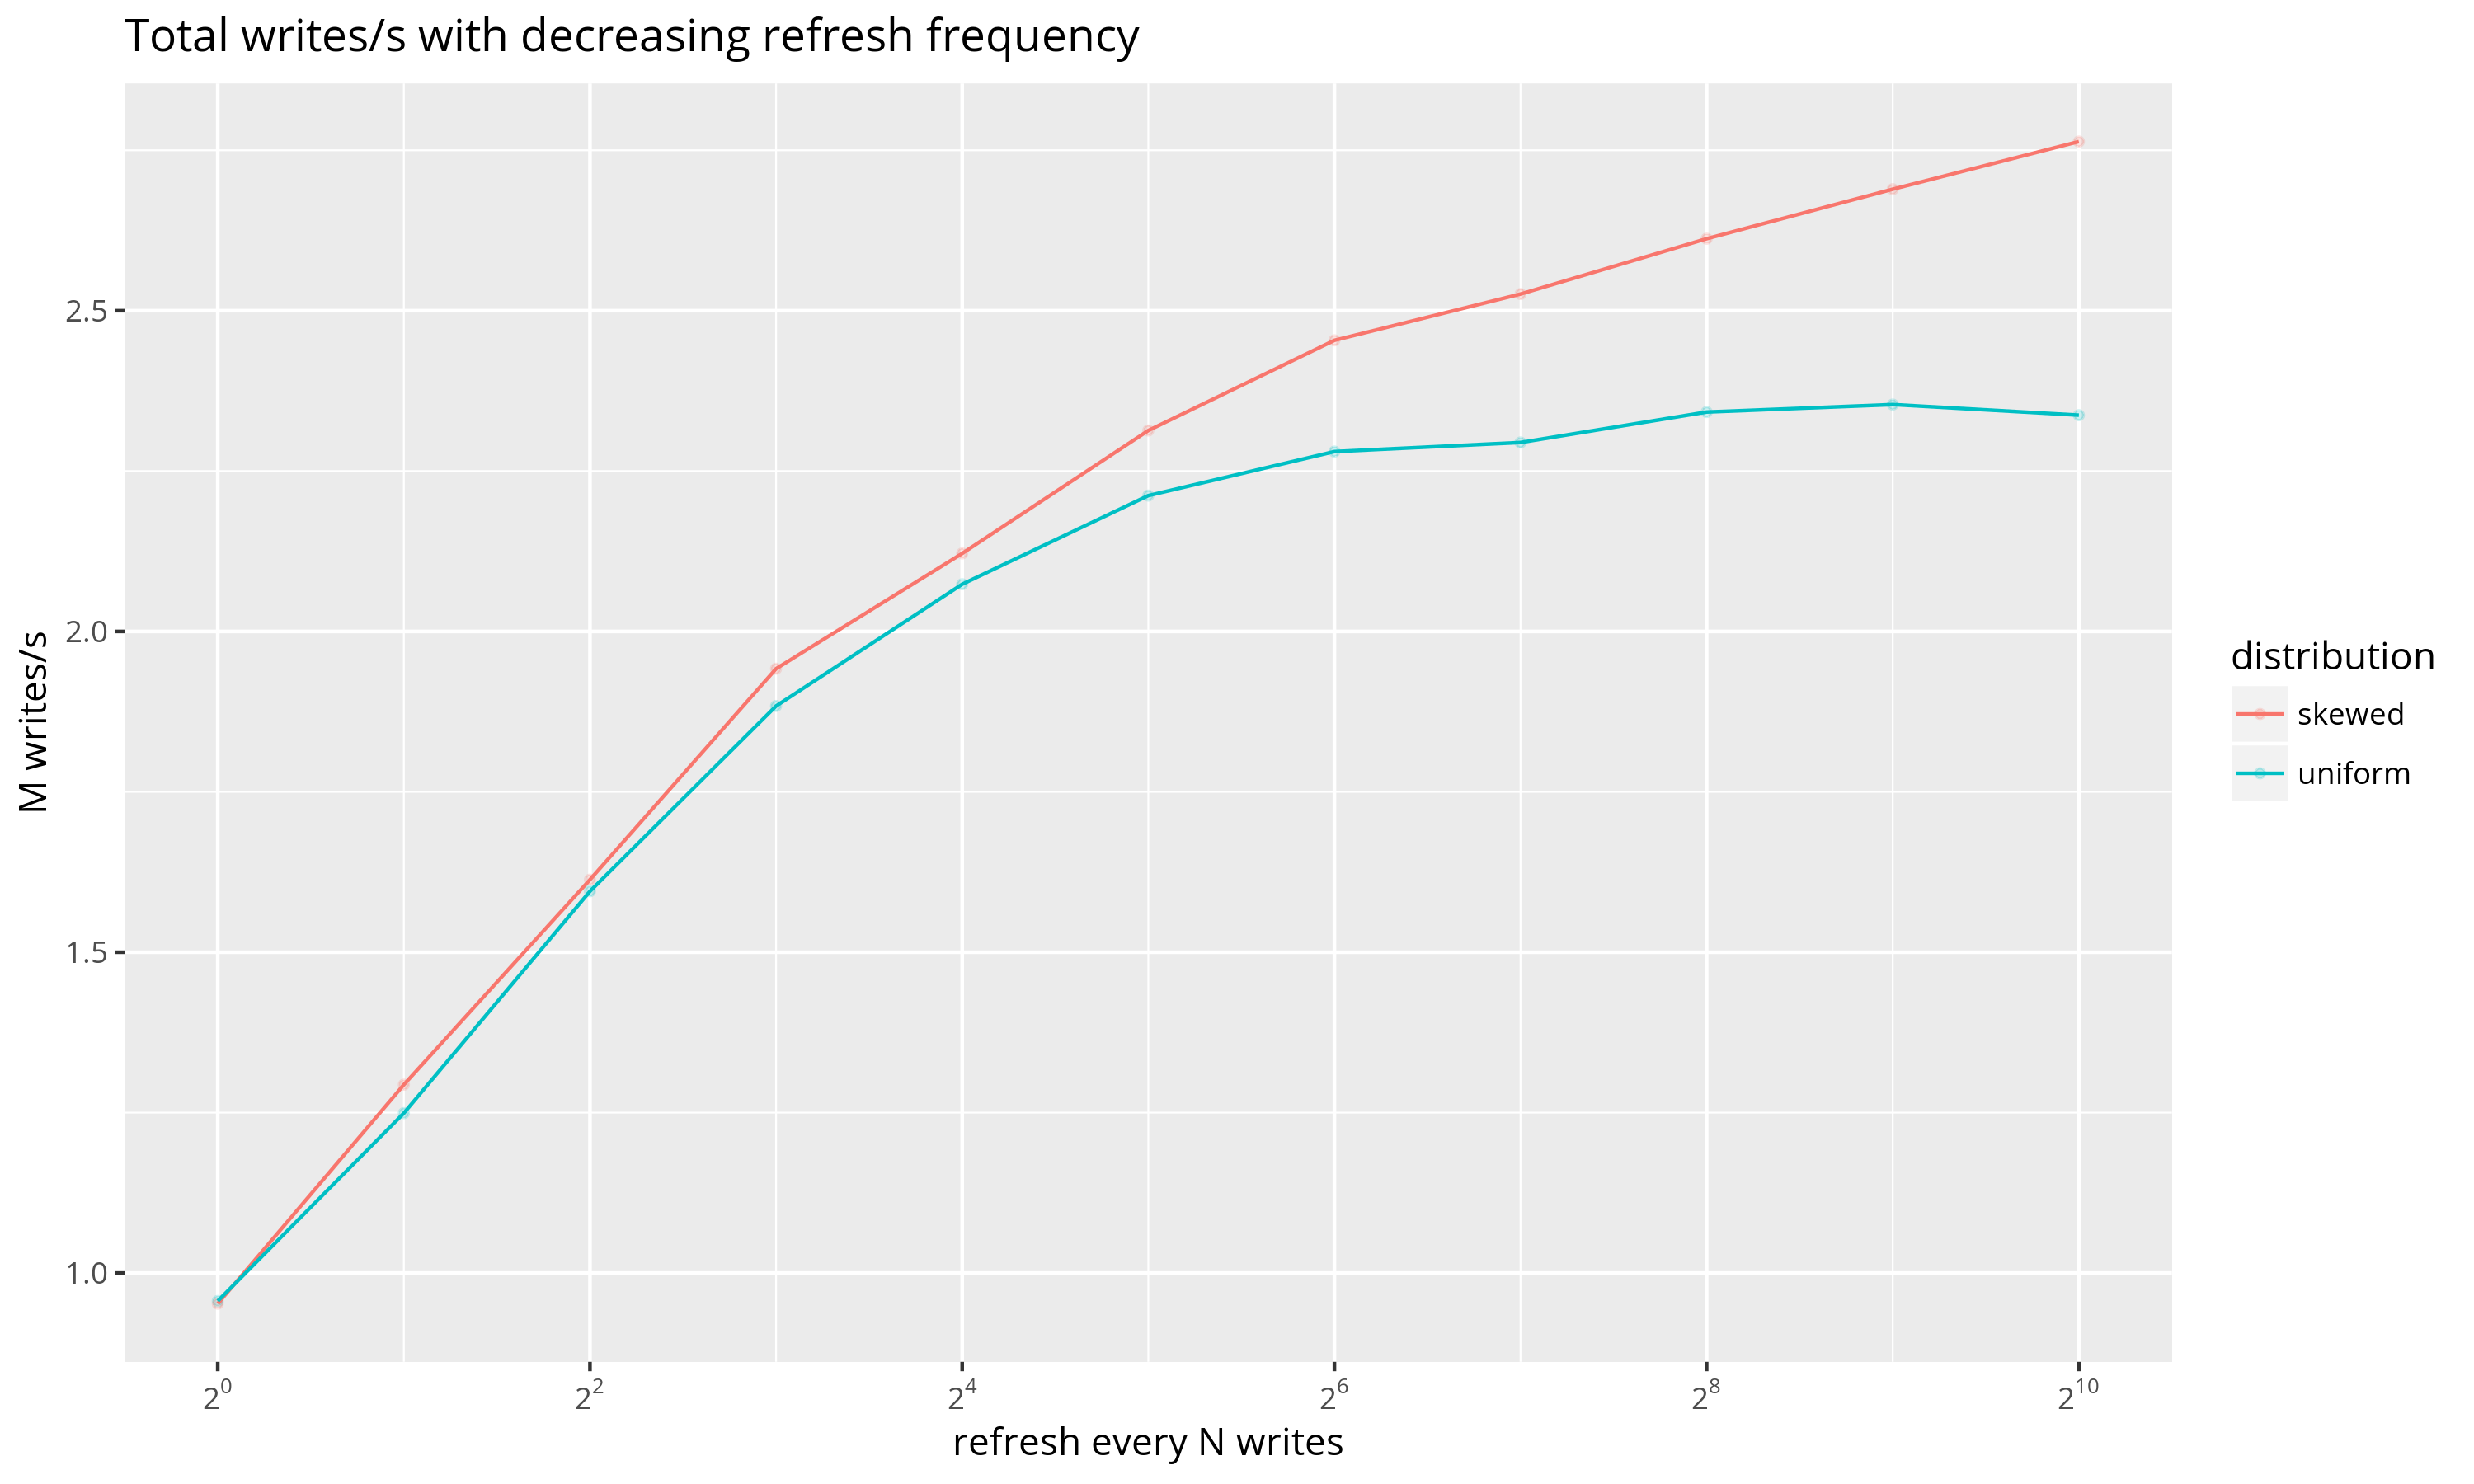 Total writes/s with decreasing refresh frequency
M writes/s
2.5
2.0
1.5
1.0
2⁰ 2² 2⁴ 2⁶ 2⁸ 2¹⁰
refresh every N writes
distribution
skewed
uniform